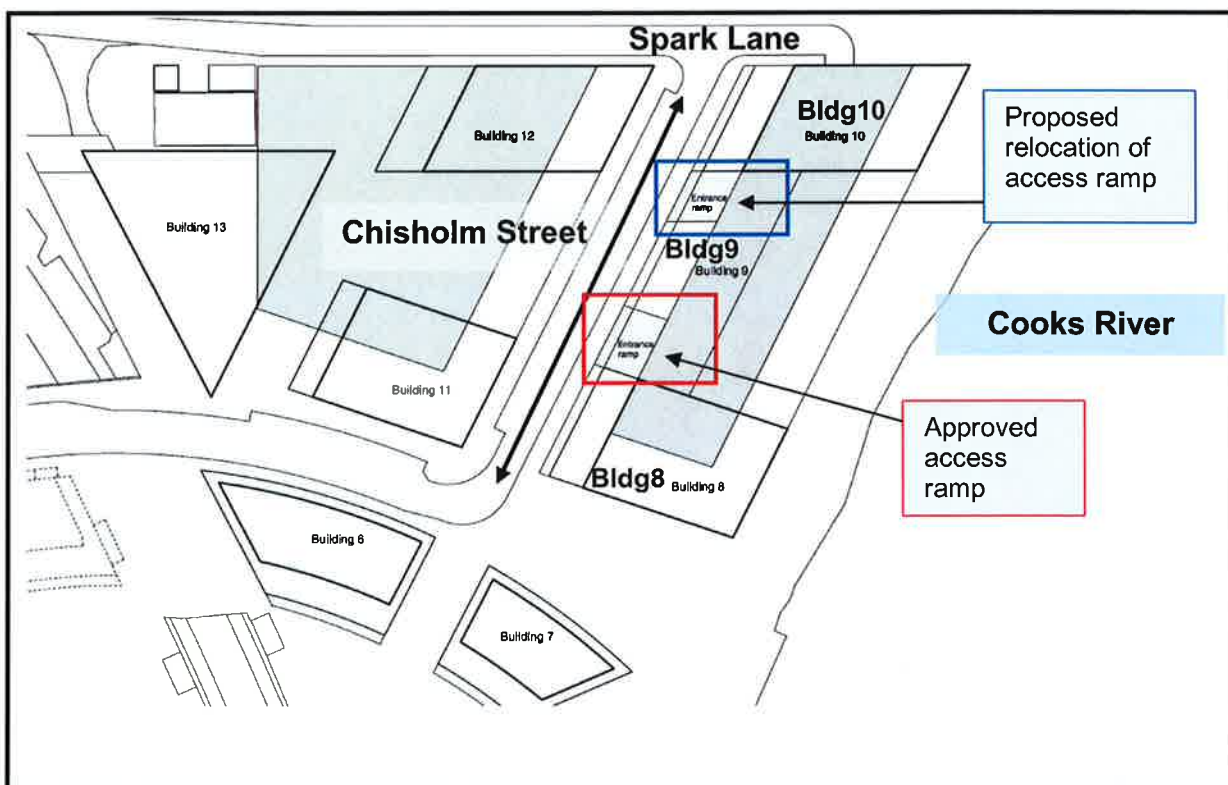 Spark Lane
Bldg10
Building 10
Building 12
Proposed
relocation of
access ramp
Entrance
ramp
Building 13
Chisholm Street
Bldg9
Building 9
Cooks River
Entrance
ramp
Building 11
Approved
access
ramp
Bldg8
Building 8
Building 6
Building 7